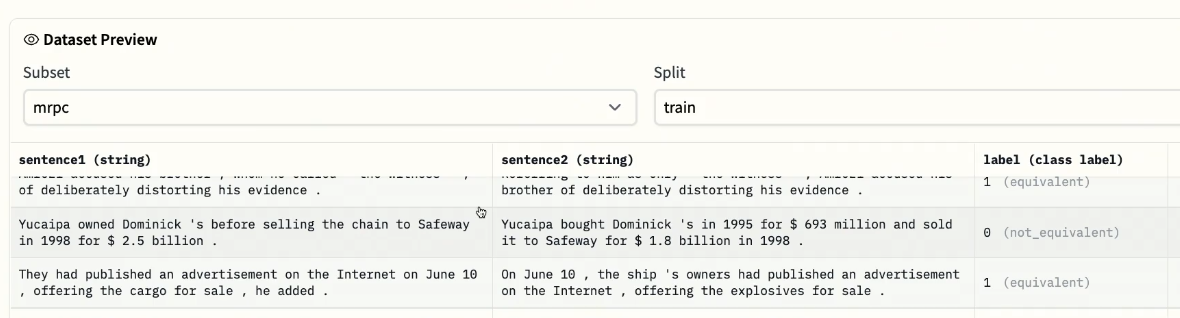 Dataset Preview
Subset
Split
mrpc
train
sentence1 (string)
sentence2 (string)
label (class label)
of deliberately distorting his evidence .
brother of deliberately distorting his evidence .
1 (equivalent)
Yucaipa owned Dominick 's before selling the chain to Safeway
in 1998 for $ 2.5 billion .
Yucaipa bought Dominick 's in 1995 for $ 693 million and sold
it to Safeway for $ 1.8 billion in 1998 .
0 (not_equivalent)
They had published an advertisement on the Internet on June 10
, offering the cargo for sale , he added .
On June 10 , the ship 's owners had published an advertisement
on the Internet , offering the explosives for sale .
1 (equivalent)